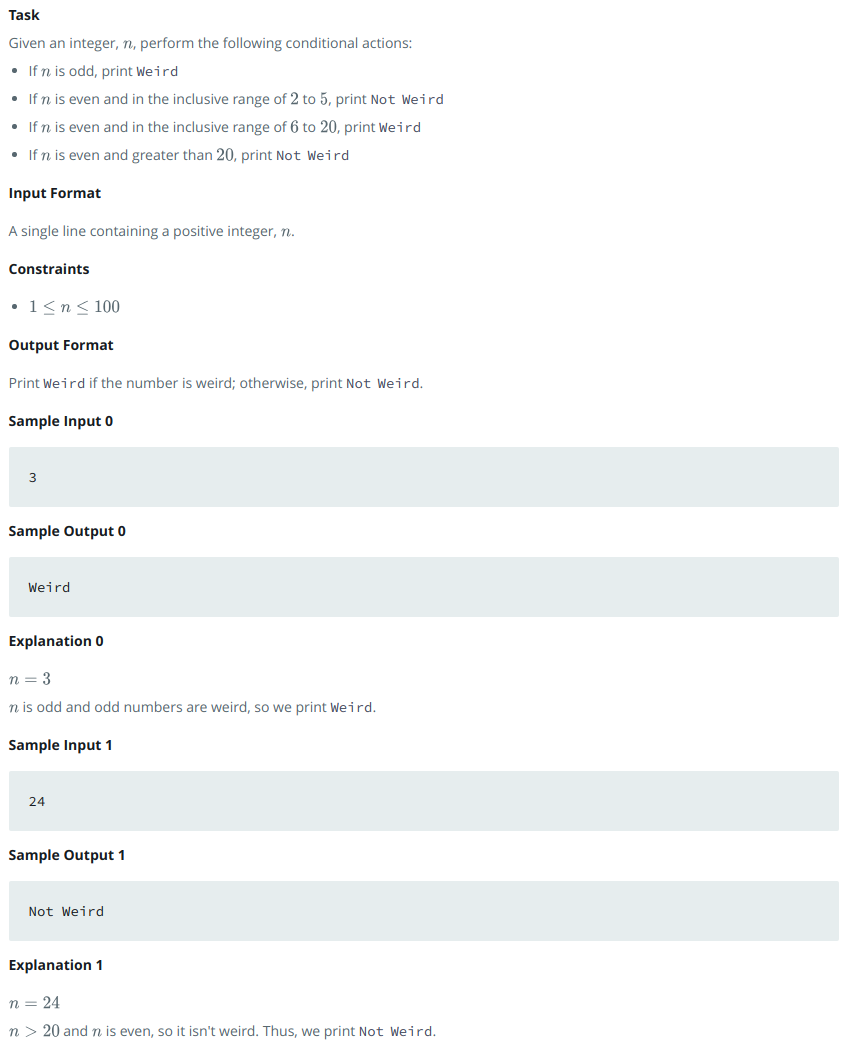 Task
Given an integer, n, perform the following conditional actions:
• If n is odd, print Weird
• If n is even and in the inclusive range of 2 to 5, print Not Weird
• If n is even and in the inclusive range of 6 to 20, print Weird
• If n is even and greater than 20, print Not Weird
Input Format
A single line containing a positive integer, n.
Constraints
• 1 ≤ n ≤ 100
Output Format
Print Weird if the number is weird; otherwise, print Not Weird.
Sample Input 0
3
Sample Output 0
Weird
Explanation 0
n = 3
n is odd and odd numbers are weird, so we print Weird.
Sample Input 1
24
Sample Output 1
Not Weird
Explanation 1
n = 24
n > 20 and n is even, so it isn't weird. Thus, we print Not Weird.